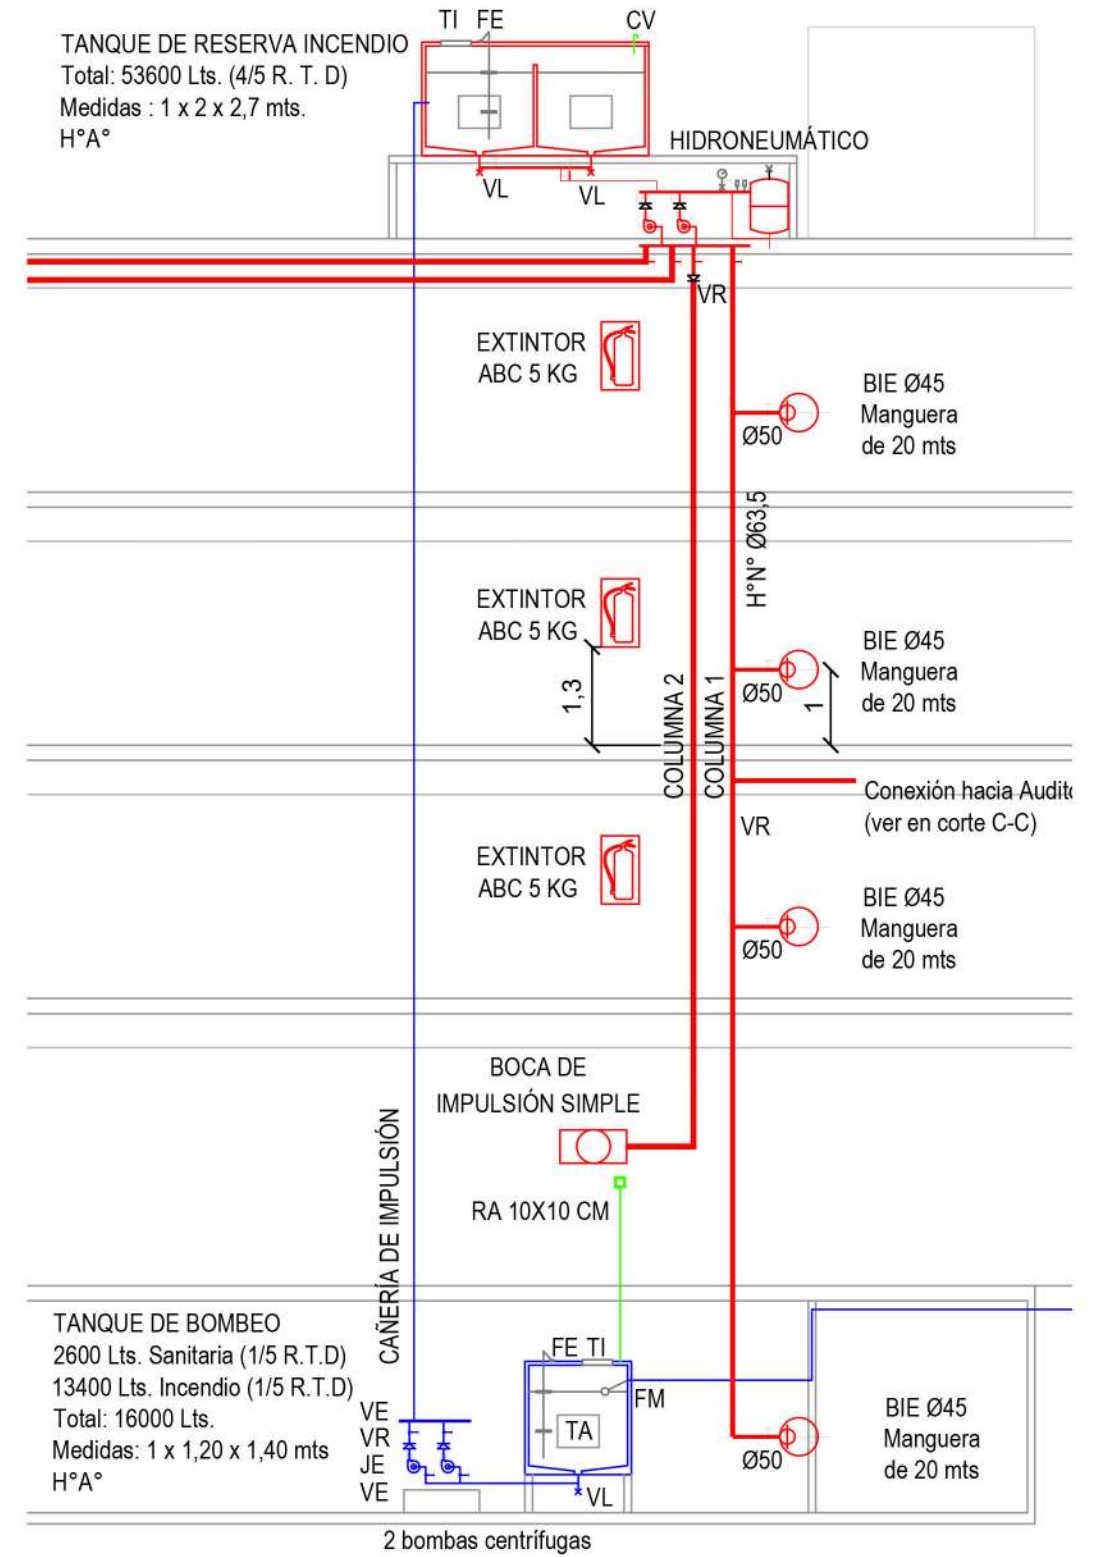 TI FE
CV
TANQUE DE RESERVA INCENDIO
Total: 53600 Lts. (4/5 R. T. D)
Medidas : 1 x 2 x 2,7 mts.
H°A°
HIDRONEUMÁTICO
VL
VL
VR
EXTINTOR
ABC 5 KG
BIE Ø45
Manguera
de 20 mts
Ø50
H°N° Ø63,5
EXTINTOR
ABC 5 KG
BIE Ø45
Manguera
de 20 mts
Ø50
1,3
1
COLUMNA 2
COLUMNA 1
Conexión hacia Audito
(ver en corte C-C)
VR
EXTINTOR
ABC 5 KG
BIE Ø45
Manguera
de 20 mts
Ø50
BOCA DE
IMPULSIÓN SIMPLE
RA 10X10 CM
CAÑERÍA DE IMPULSIÓN
TANQUE DE BOMBEO
2600 Lts. Sanitaria (1/5 R.T.D)
13400 Lts. Incendio (1/5 R.T.D)
Total: 16000 Lts.
Medidas: 1 x 1,20 x 1,40 mts
H°A°
FE TI
FM
TA
VL
VE
VR
JE
VE
BIE Ø45
Manguera
de 20 mts
Ø50
2 bombas centrífugas